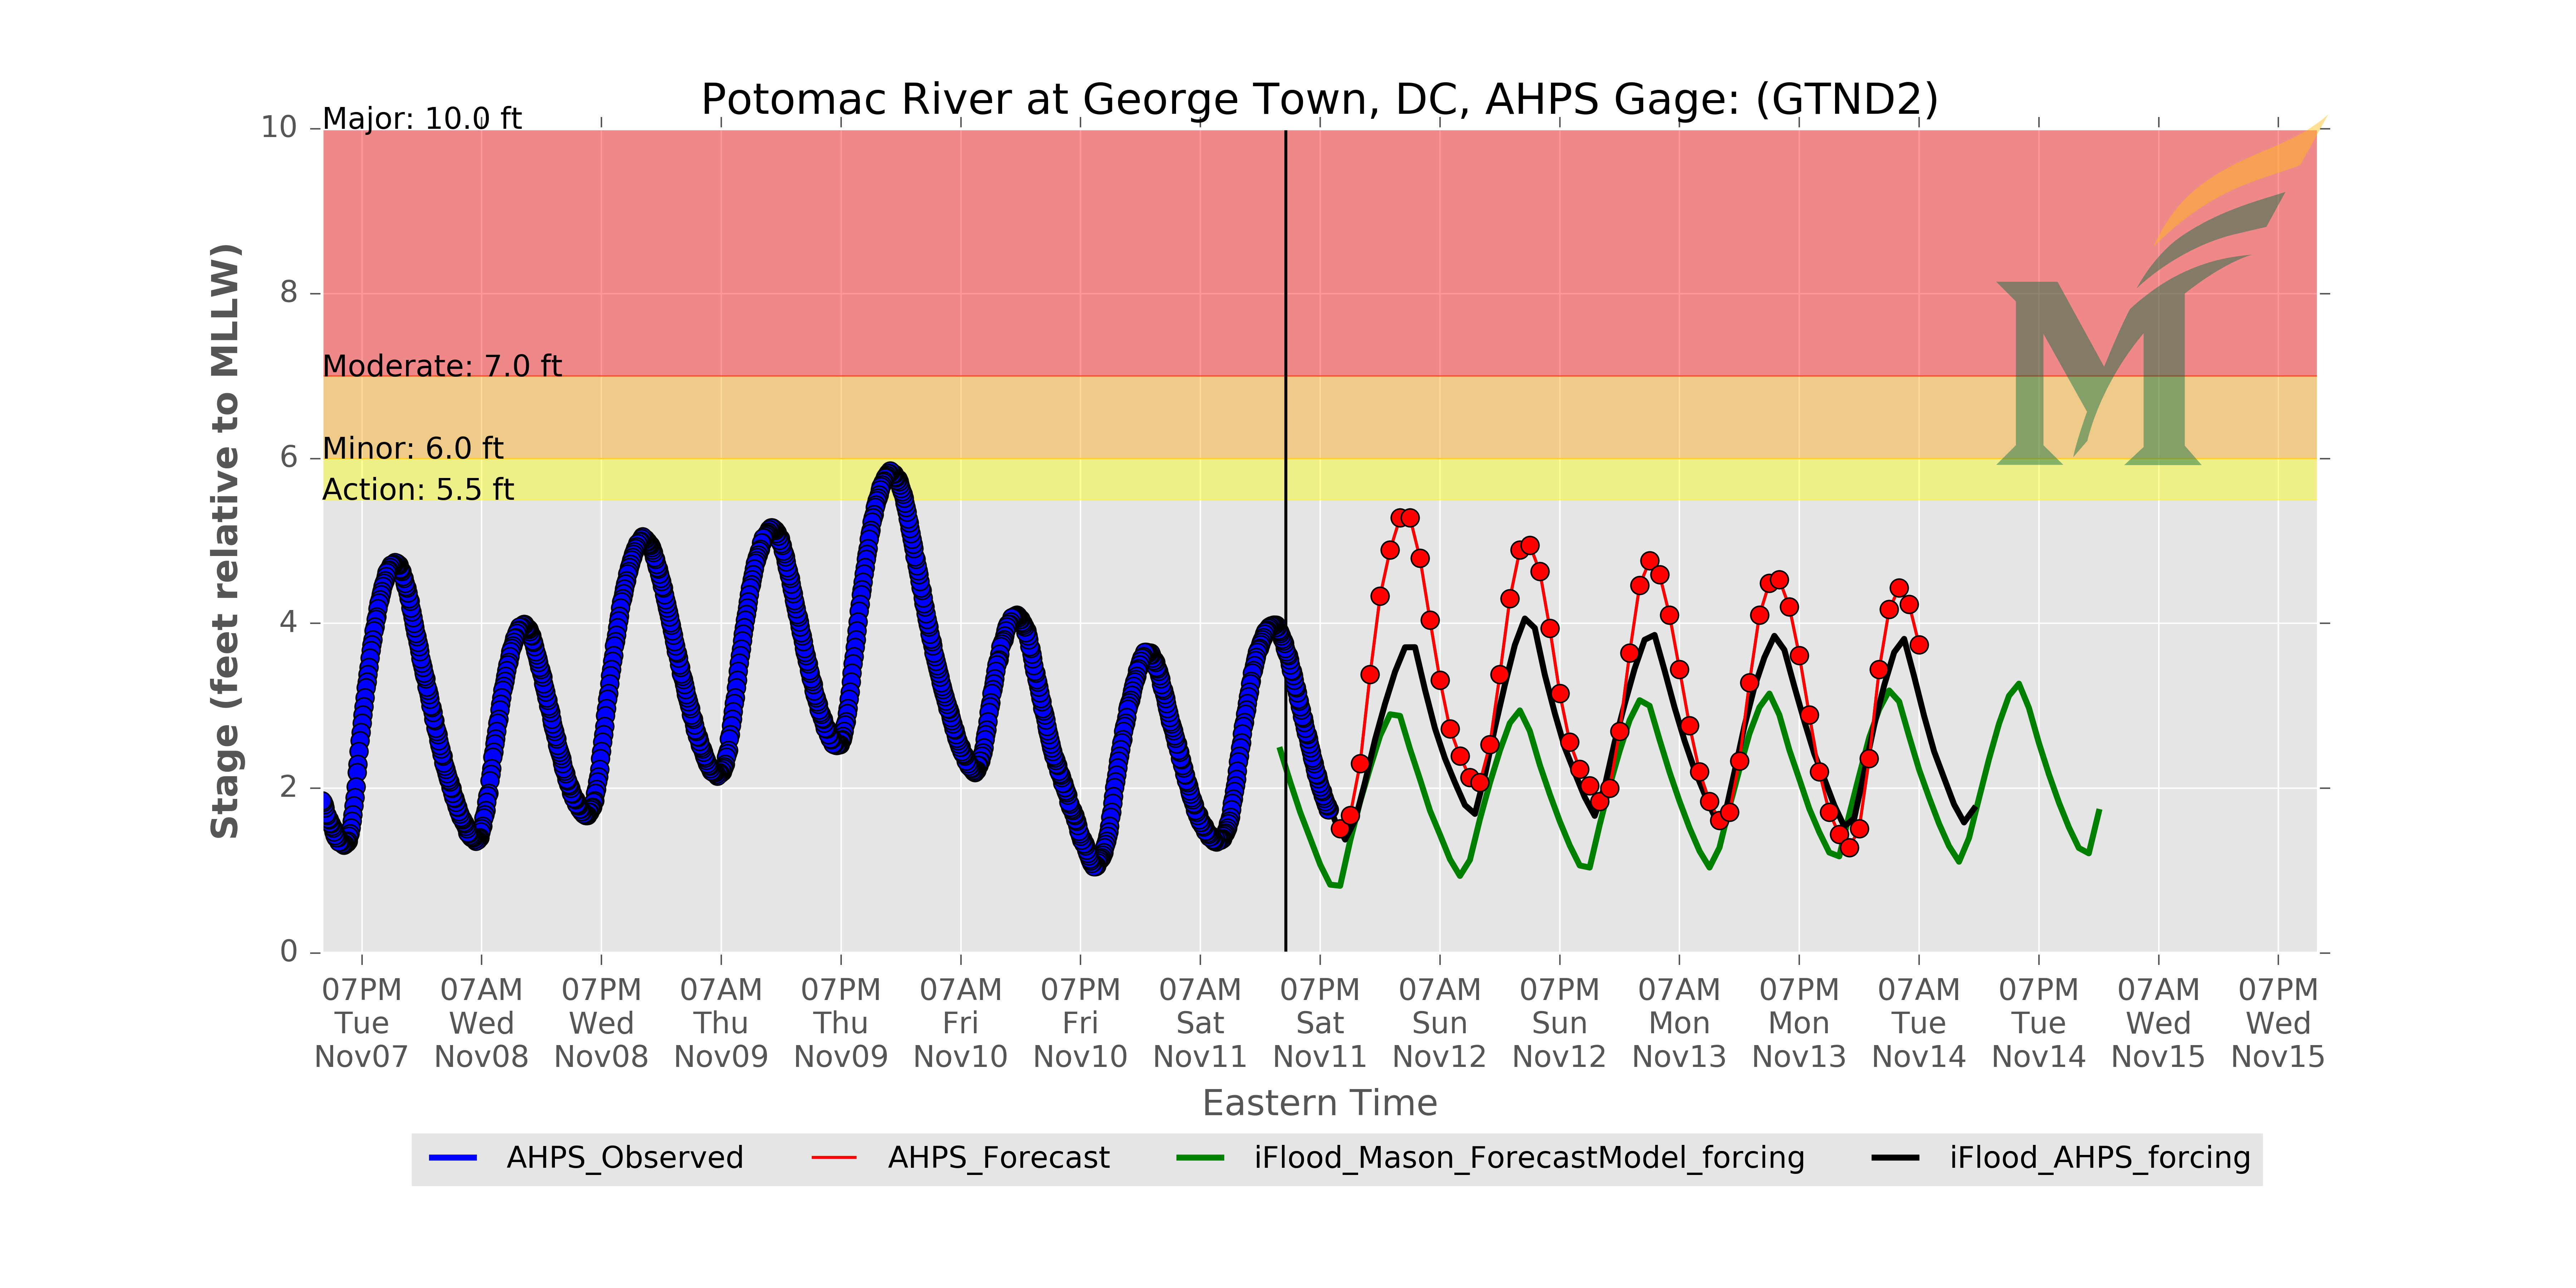 Potomac River at George Town, DC, AHPS Gage: (GTND2)
Major: 10.0 ft
Moderate: 7.0 ft
Minor: 6.0 ft
Action: 5.5 ft
Stage (feet relative to MLLW)
10
8
6
4
2
0
07PM 07AM 07PM 07AM 07PM 07AM 07PM 07AM 07PM 07AM 07PM 07AM 07PM 07AM 07PM 07AM 07PM
Tue Wed Wed Thu Thu Fri Fri Sat Sat Sun Sun Mon Mon Tue Tue Wed Wed
Nov07 Nov08 Nov08 Nov09 Nov09 Nov10 Nov10 Nov11 Nov11 Nov12 Nov12 Nov13 Nov13 Nov14 Nov14 Nov15 Nov15
Eastern Time
AHPS_Observed AHPS_Forecast iFlood_Mason_ForecastModel_forcing iFlood_AHPS_forcing